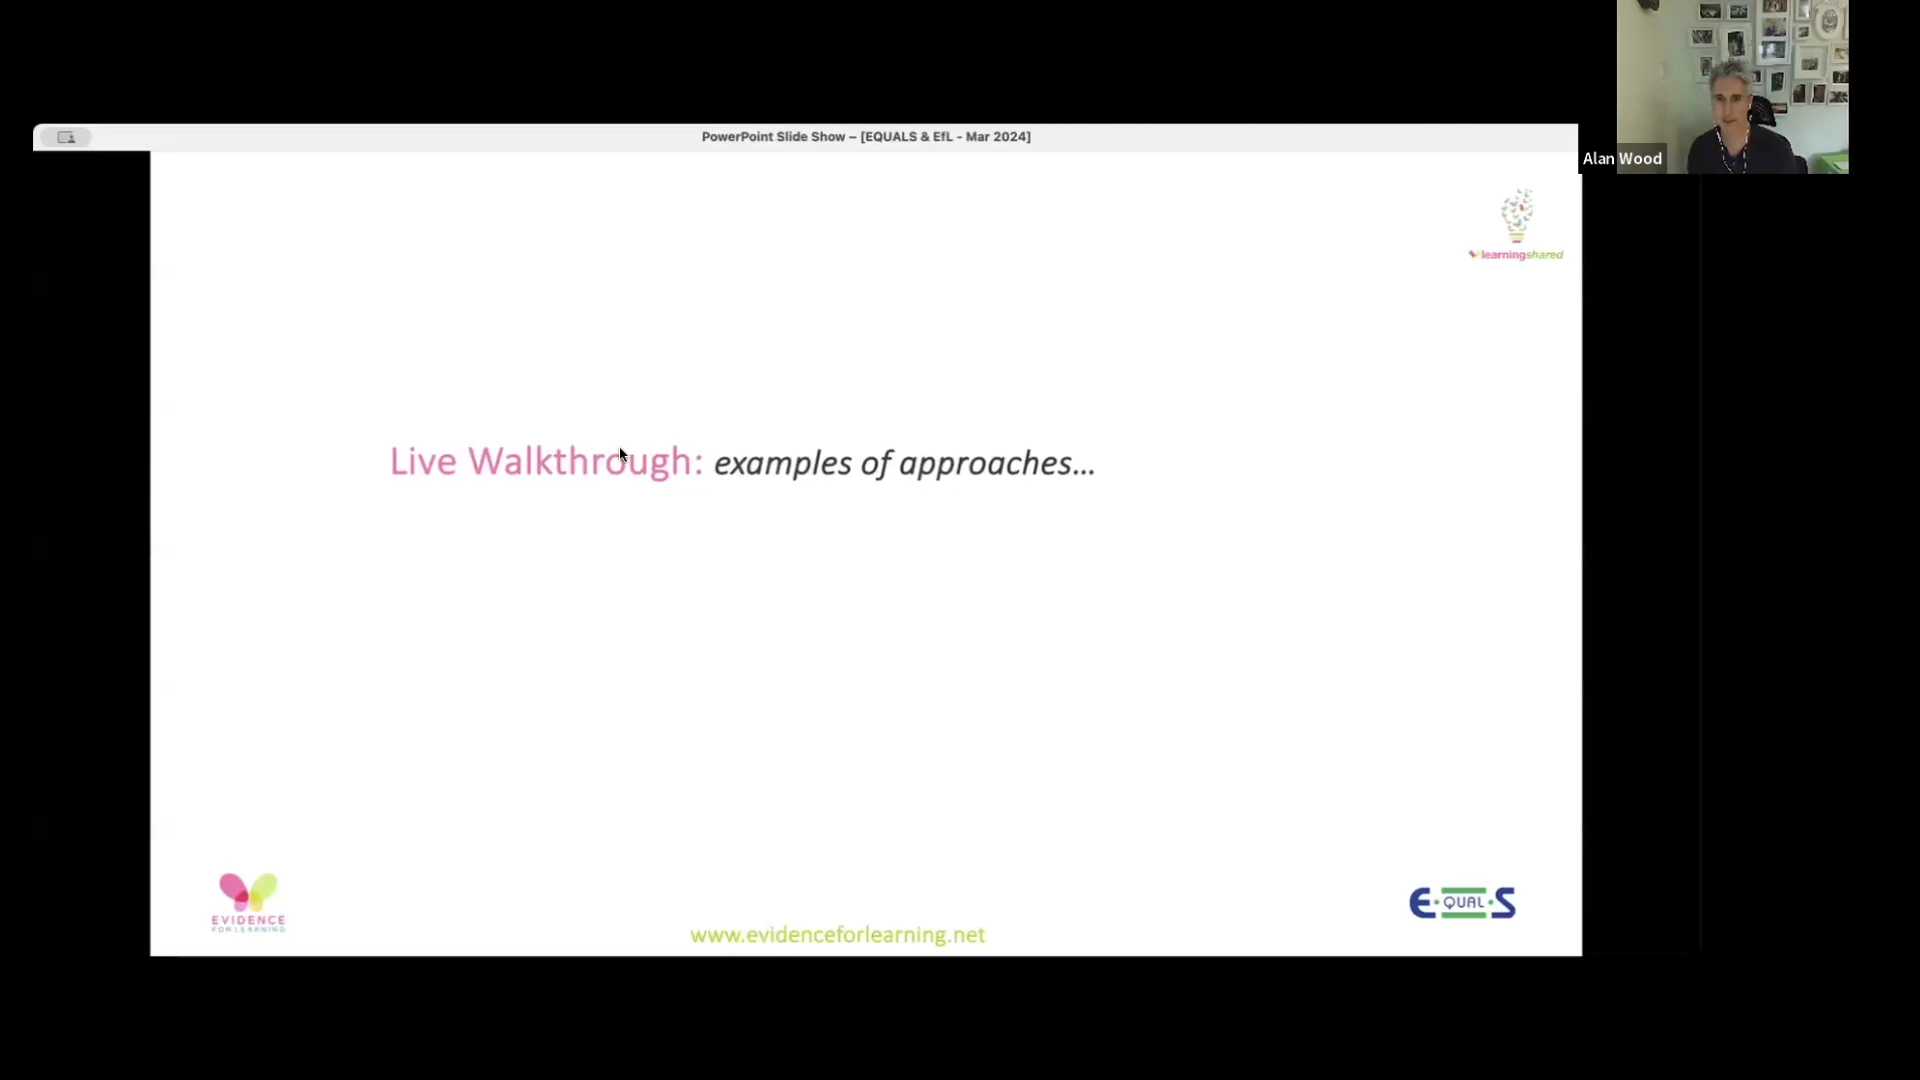 PowerPoint Slide Show – [EQUALS & EfL - Mar 2024]
Alan Wood
learningshared
Live Walkthrough: examples of approaches...
EVIDENCE
FOR LEARNING
www.evidenceforlearning.net
E·QUAL·S